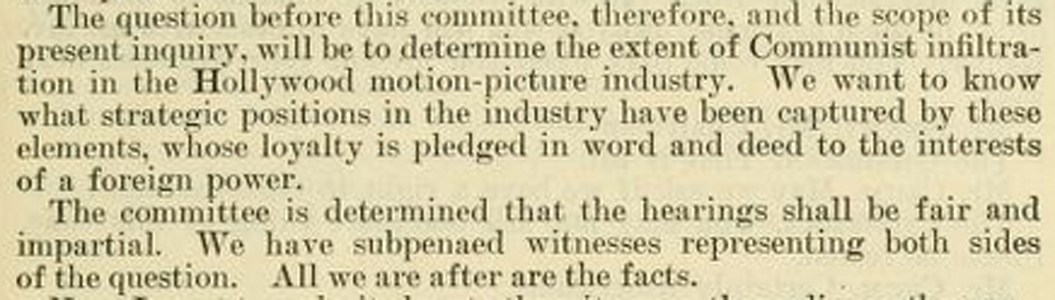 The question before this committee, therefore, and the scope of its
present inquiry, will be to determine the extent of Communist infiltra-
tion in the Hollywood motion-picture industry. We want to know
what strategic positions in the industry have been captured by these
elements, whose loyalty is pledged in word and deed to the interests
of a foreign power.
The committee is determined that the hearings shall be fair and
impartial. We have subpenaed witnesses representing both sides
of the question. All we are after are the facts.